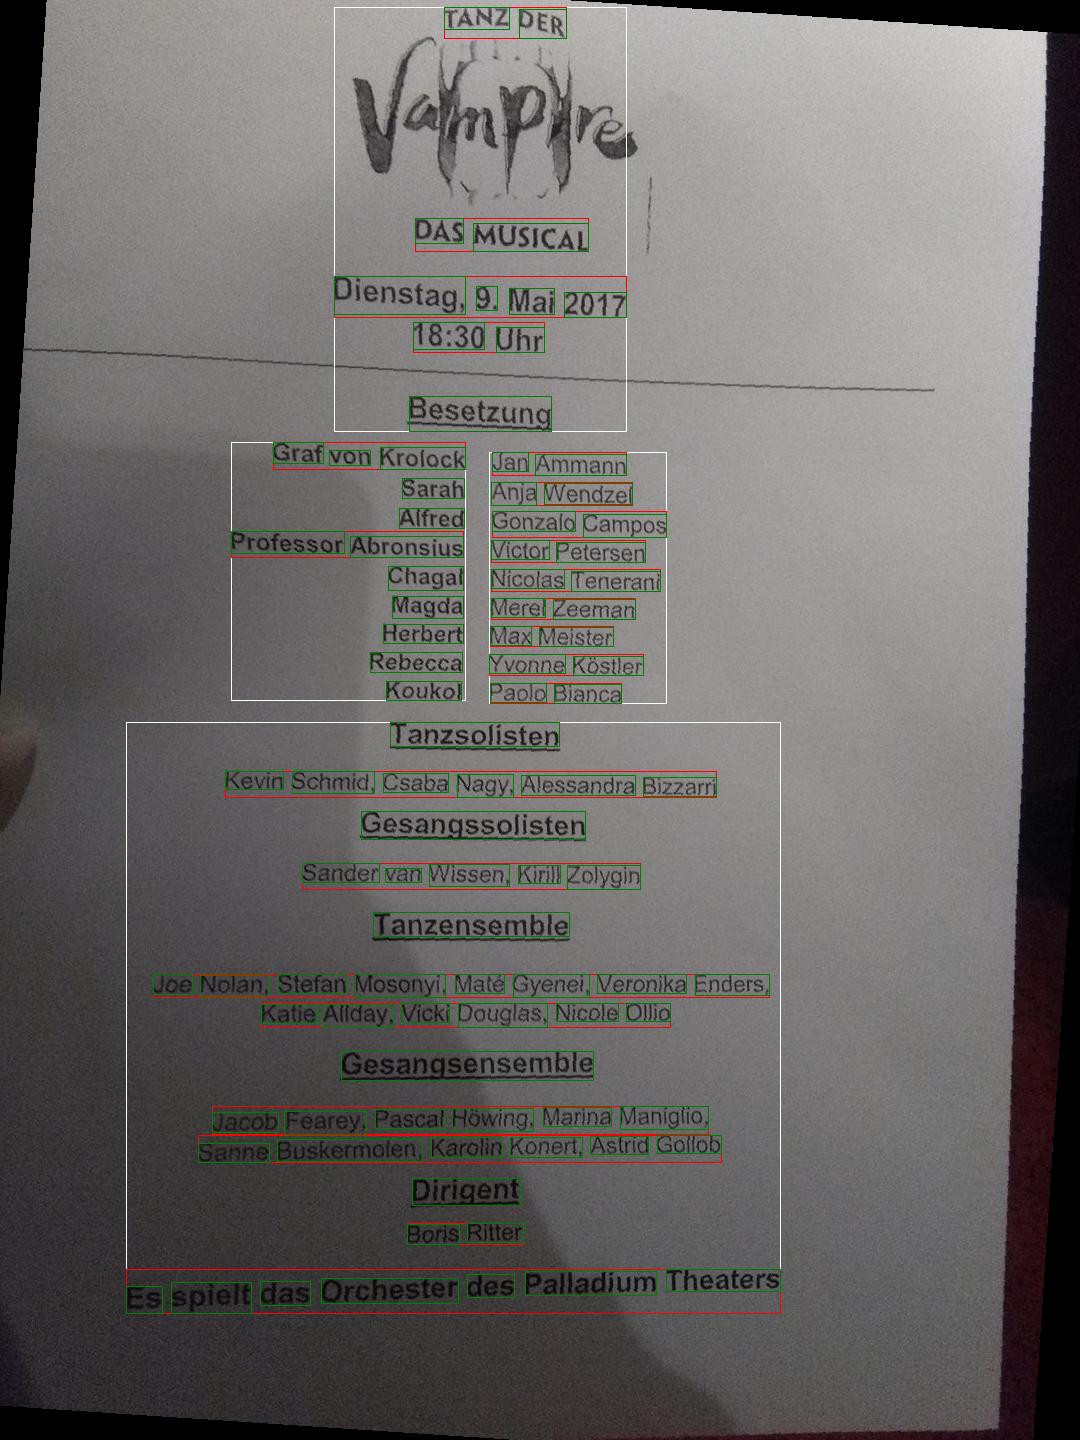 TANZ DER
Vampire
DAS MUSICAL
Dienstag, 9. Mai 2017
18:30 Uhr
Besetzung
Graf von Krolock Jan Ammann
Sarah Anja Wendzel
Alfred Gonzalo Campos
Professor Abronsius Victor Petersen
Chagal Nicolas Tenerani
Magda Merel Zeeman
Herbert Max Meister
Rebecca Yvonne Köstler
Koukol Paolo Bianca
Tanzsolisten
Kevin Schmid, Csaba Nagy, Alessandra Bizzarri
Gesangssolisten
Sander van Wissen, Kirill Zolygin
Tanzensemble
Joe Nolan, Stefan Mosonyi, Maté Gyenei, Veronika Enders,
Katie Allday, Vicki Douglas, Nicole Ollio
Gesangsensemble
Jacob Fearey, Pascal Höwing, Marina Maniglio,
Sanne Buskermolen, Karolin Konert, Astrid Gollob
Dirigent
Boris Ritter
Es spielt das Orchester des Palladium Theaters